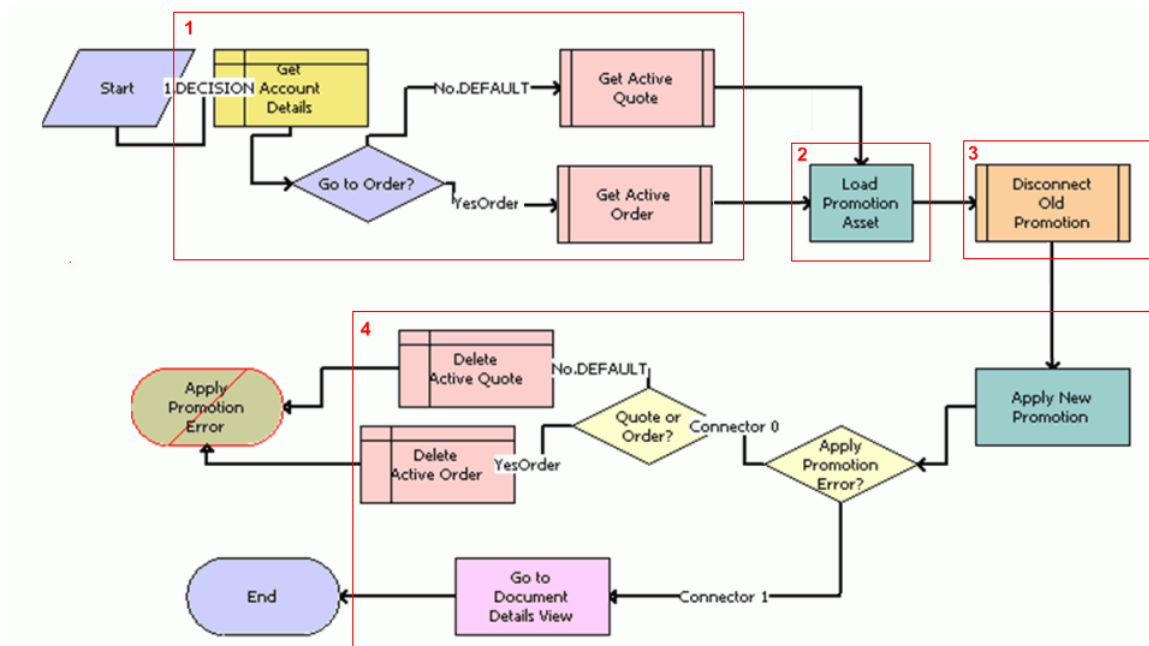 1
Start
1.DECISION
Get
Account
Details
No.DEFAULT
Get Active
Quote
Go to Order?
YesOrder
Get Active
Order
2
Load
Promotion
Asset
3
Disconnect
Old
Promotion
4
Apply New
Promotion
Apply
Promotion
Error?
Connector 0
Quote or
Order?
No.DEFAULT
Delete
Active Quote
YesOrder
Delete
Active Order
Apply
Promotion
Error
Connector 1
Go to
Document
Details View
End